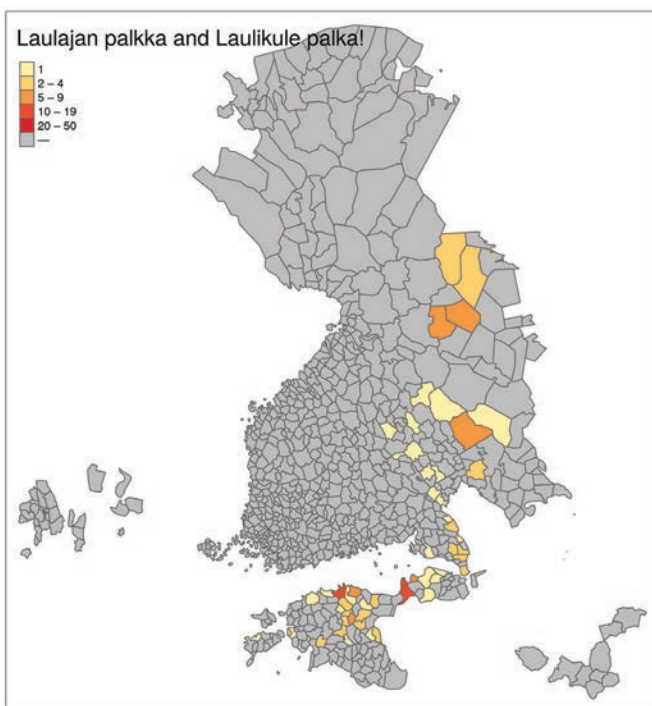 Laulajan palkka and Laulikule palka!
1
2 – 4
5 – 9
10 – 19
20 – 50
—